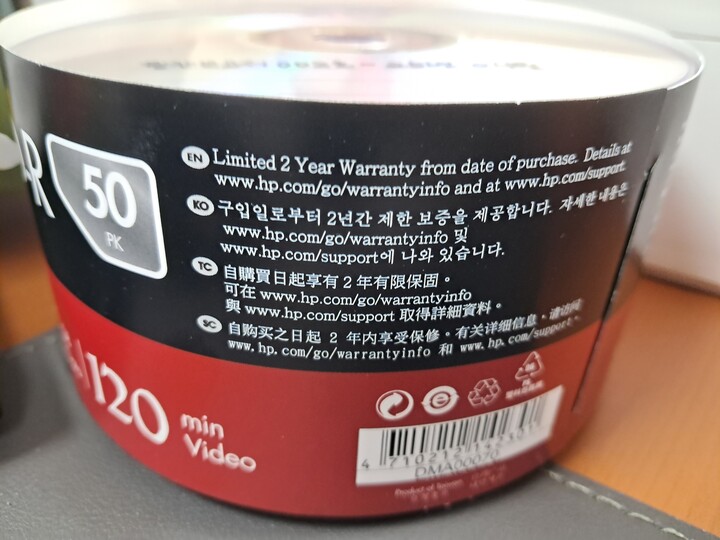 -R
50
PK
EN Limited 2 Year Warranty from date of purchase. Details at
www.hp.com/go/warrantyinfo and at www.hp.com/support.
KO 구입일로부터 2년간 제한 보증을 제공합니다. 자세한 내용은
www.hp.com/go/warrantyinfo 및
www.hp.com/support에 나와 있습니다.
TC 自購買日起享有 2 年有限保固。
可在 www.hp.com/go/warrantyinfo
與 www.hp.com/support 取得詳細資料。
SC 自购买之日起 2 年内享受保修。有关详细信息，请访问
www.hp.com/go/warrantyinfo 和 www.hp.com/support。
120
min
Video
DMA00070
Product of Taiwan